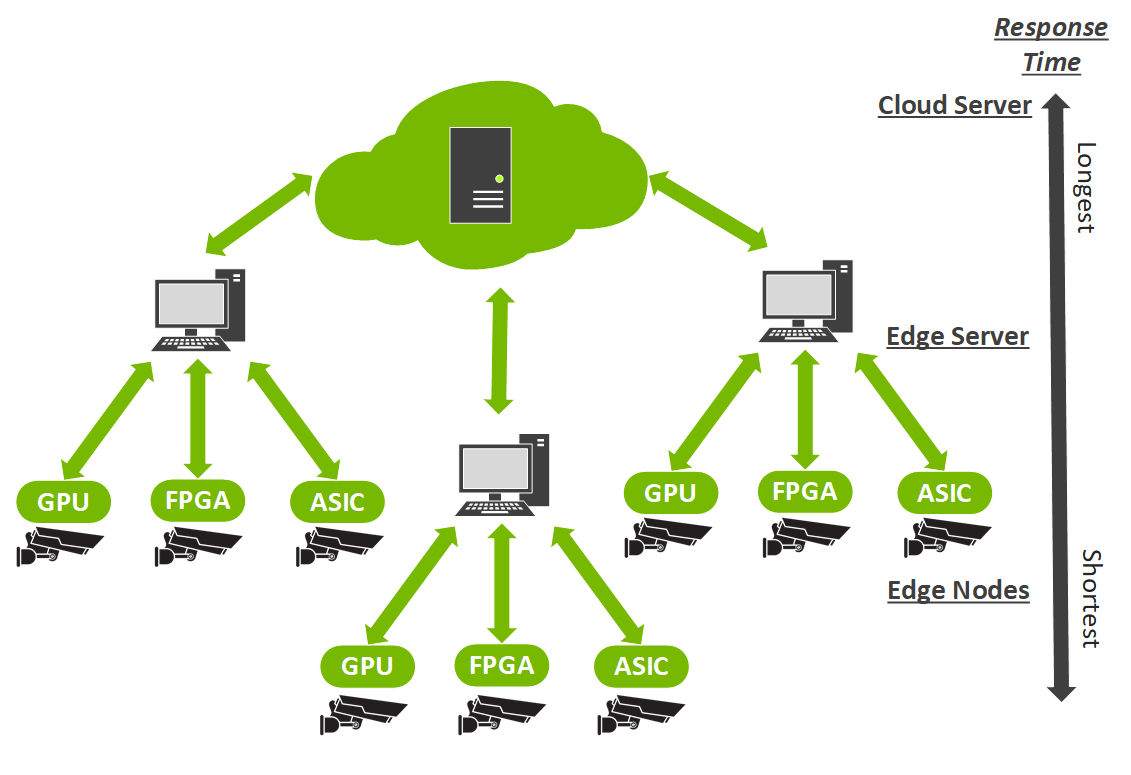 Response
Time
Cloud Server
Longest
Edge Server
GPU
FPGA
ASIC
GPU
FPGA
ASIC
Edge Nodes
Shortest
GPU
FPGA
ASIC